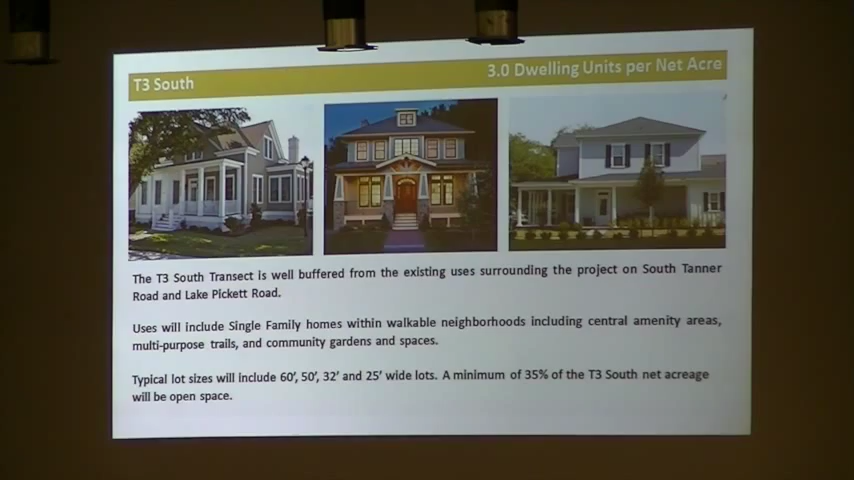 T3 South
3.0 Dwelling Units per Net Acre
The T3 South Transect is well buffered from the existing uses surrounding the project on South Tanner
Road and Lake Pickett Road.
Uses will include Single Family homes within walkable neighborhoods including central amenity areas,
multi-purpose trails, and community gardens and spaces.
Typical lot sizes will include 60’, 50’, 32’ and 25’ wide lots. A minimum of 35% of the T3 South net acreage
will be open space.